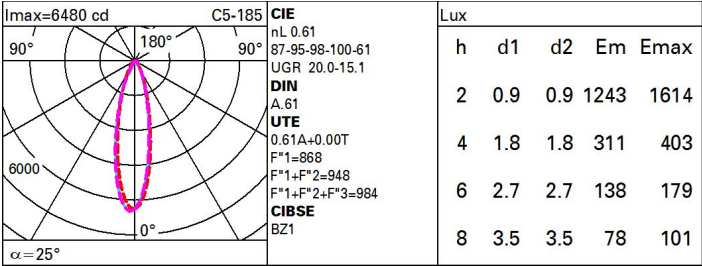 Imax=6480 cd C5-185
90° 180° 90°
6000
0°
α=25°
CIE
nL 0.61
87-95-98-100-61
UGR 20.0-15.1
DIN
A.61
UTE
0.61A+0.00T
F"1=868
F"1+F"2=948
F"1+F"2+F"3=984
CIBSE
BZ1
Lux
h d1 d2 Em Emax
2 0.9 0.9 1243 1614
4 1.8 1.8 311 403
6 2.7 2.7 138 179
8 3.5 3.5 78 101